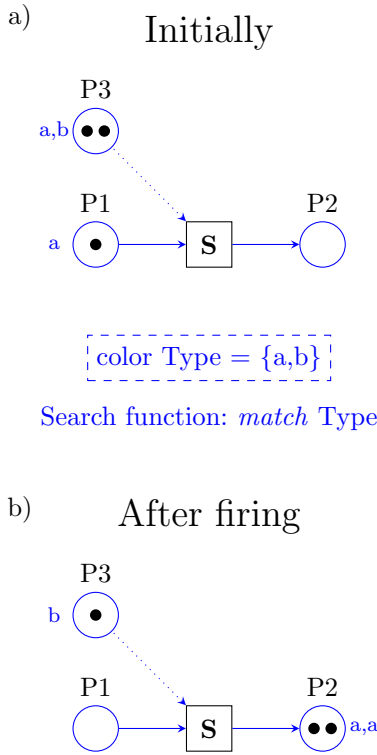 a)
Initially
P3
a,b
P1
P2
a
S
color Type = {a,b}
Search function: match Type
b)
After firing
P3
b
P1
P2
S
a,a